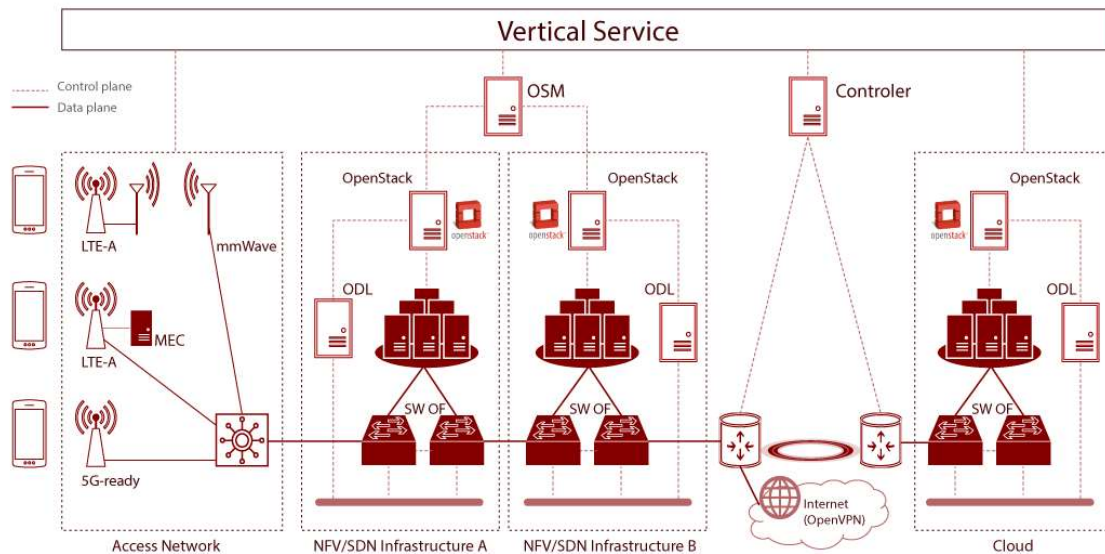 Vertical Service
Control plane
Data plane
OSM
Controler
OpenStack
OpenStack
OpenStack
openstack
openstack
openstack
LTE-A
mmWave
ODL
ODL
ODL
MEC
LTE-A
SW OF
SW OF
SW OF
5G-ready
Internet
(OpenVPN)
Access Network
NFV/SDN Infrastructure A
NFV/SDN Infrastructure B
Cloud